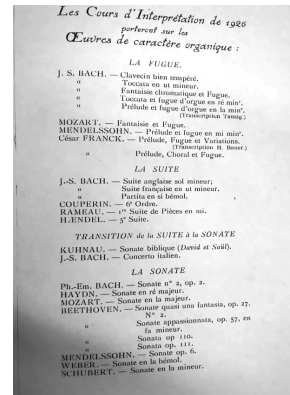 Les Cours d'Interprétation de 1926
porteront sur les
Œuvres de caractère organique :
LA FUGUE.
J. S. BACH. — Clavecin bien tempéré.
" Toccata en ut mineur.
" Fantaisie chromatique et Fugue.
" Toccata et fugue d'orgue en ré minr.
" Prélude et fugue d'orgue en la minr.
(Transcription Tausig.)
MOZART. — Fantaisie et Fugue.
MENDELSSOHN. — Prélude et fugue en mi minr.
César FRANCK. — Prélude, Fugue et Variations.
(Transcription H. Bauer.)
" Prélude, Choral et Fugue.
LA SUITE
J.-S. BACH. — Suite anglaise sol mineur;
" Suite française en ut mineur.
" Partita en si bémol.
COUPERIN. — 6e Ordre.
RAMEAU. — 1re Suite de Pièces en mi.
HÆNDEL. — 5e Suite.
TRANSITION de la SUITE à la SONATE
KUHNAU. — Sonate biblique (David et Saül).
J.-S. BACH. — Concerto italien.
LA SONATE
Ph.-Em. BACH. — Sonate n° 2, op. 2.
HAYDN. — Sonate en ré majeur.
MOZART. — Sonate en la majeur.
BEETHOVEN. — Sonate quasi una fantasia, op. 27,
N° 2.
" Sonate appassionnata, op. 57, en
fa mineur.
" Sonata op 110.
" Sonata op. 111.
MENDELSSOHN. — Sonate op. 6.
WEBER. — Sonate en la bémol.
SCHUBERT. — Sonate en la mineur.